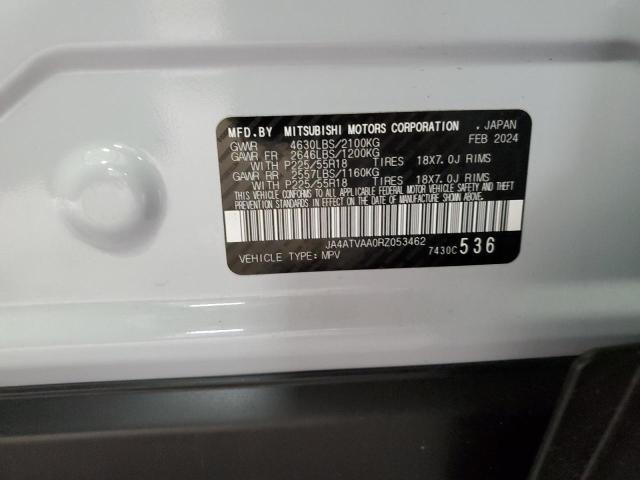 MFD.BY MITSUBISHI MOTORS CORPORATION , JAPAN
GVWR 4630LBS/2100KG FEB 2024
GAWR FR 2646LBS/1200KG
WITH P225/55R18 TIRES 18X7.0J RIMS
GAWR RR 2557LBS/1160KG
WITH P225/55R18 TIRES 18X7.0J RIMS
THIS VEHICLE CONFORMS TO ALL APPLICABLE FEDERAL MOTOR VEHICLE SAFETY AND THEFT
PREVENTION STANDARDS IN EFFECT ON THE DATE OF MANUFACTURE SHOWN ABOVE.
JA4ATVAA0RZ053462
VEHICLE TYPE:MPV 7430C 536